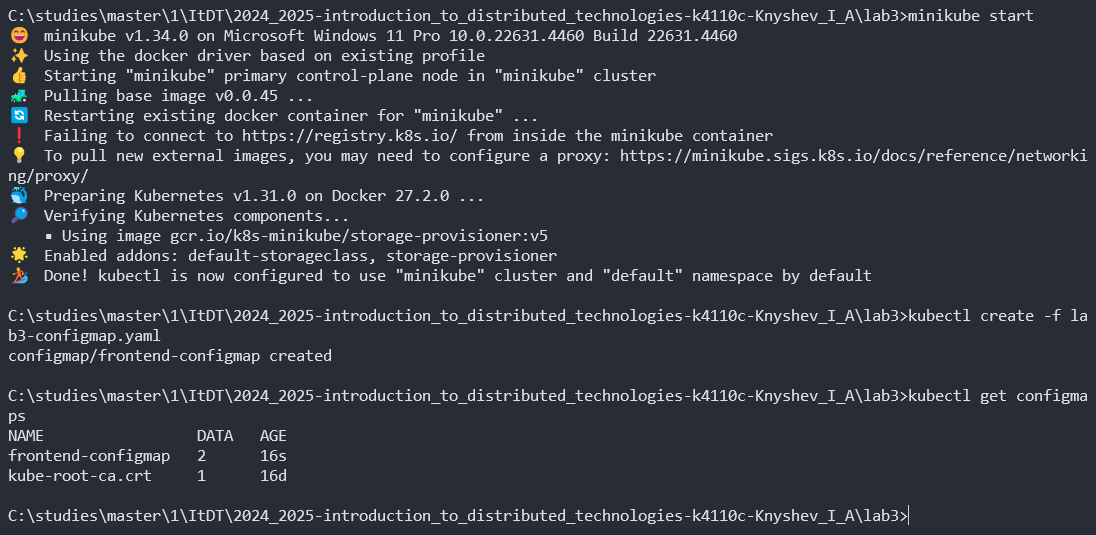 C:\studies\master\1\ItDT\2024_2025-introduction_to_distributed_technologies-k4110c-Knyshev_I_A\lab3>minikube start
😄  minikube v1.34.0 on Microsoft Windows 11 Pro 10.0.22631.4460 Build 22631.4460
✨  Using the docker driver based on existing profile
👍  Starting "minikube" primary control-plane node in "minikube" cluster
🚜  Pulling base image v0.0.45 ...
🔄  Restarting existing docker container for "minikube" ...
❗  Failing to connect to https://registry.k8s.io/ from inside the minikube container
💡  To pull new external images, you may need to configure a proxy: https://minikube.sigs.k8s.io/docs/reference/networki
ng/proxy/
🐳  Preparing Kubernetes v1.31.0 on Docker 27.2.0 ...
🔎  Verifying Kubernetes components...
    ▪ Using image gcr.io/k8s-minikube/storage-provisioner:v5
🌟  Enabled addons: default-storageclass, storage-provisioner
🏄  Done! kubectl is now configured to use "minikube" cluster and "default" namespace by default
C:\studies\master\1\ItDT\2024_2025-introduction_to_distributed_technologies-k4110c-Knyshev_I_A\lab3>kubectl create -f la
b3-configmap.yaml
configmap/frontend-configmap created
C:\studies\master\1\ItDT\2024_2025-introduction_to_distributed_technologies-k4110c-Knyshev_I_A\lab3>kubectl get configma
ps
NAME                 DATA   AGE
frontend-configmap   2      16s
kube-root-ca.crt     1      16d
C:\studies\master\1\ItDT\2024_2025-introduction_to_distributed_technologies-k4110c-Knyshev_I_A\lab3>